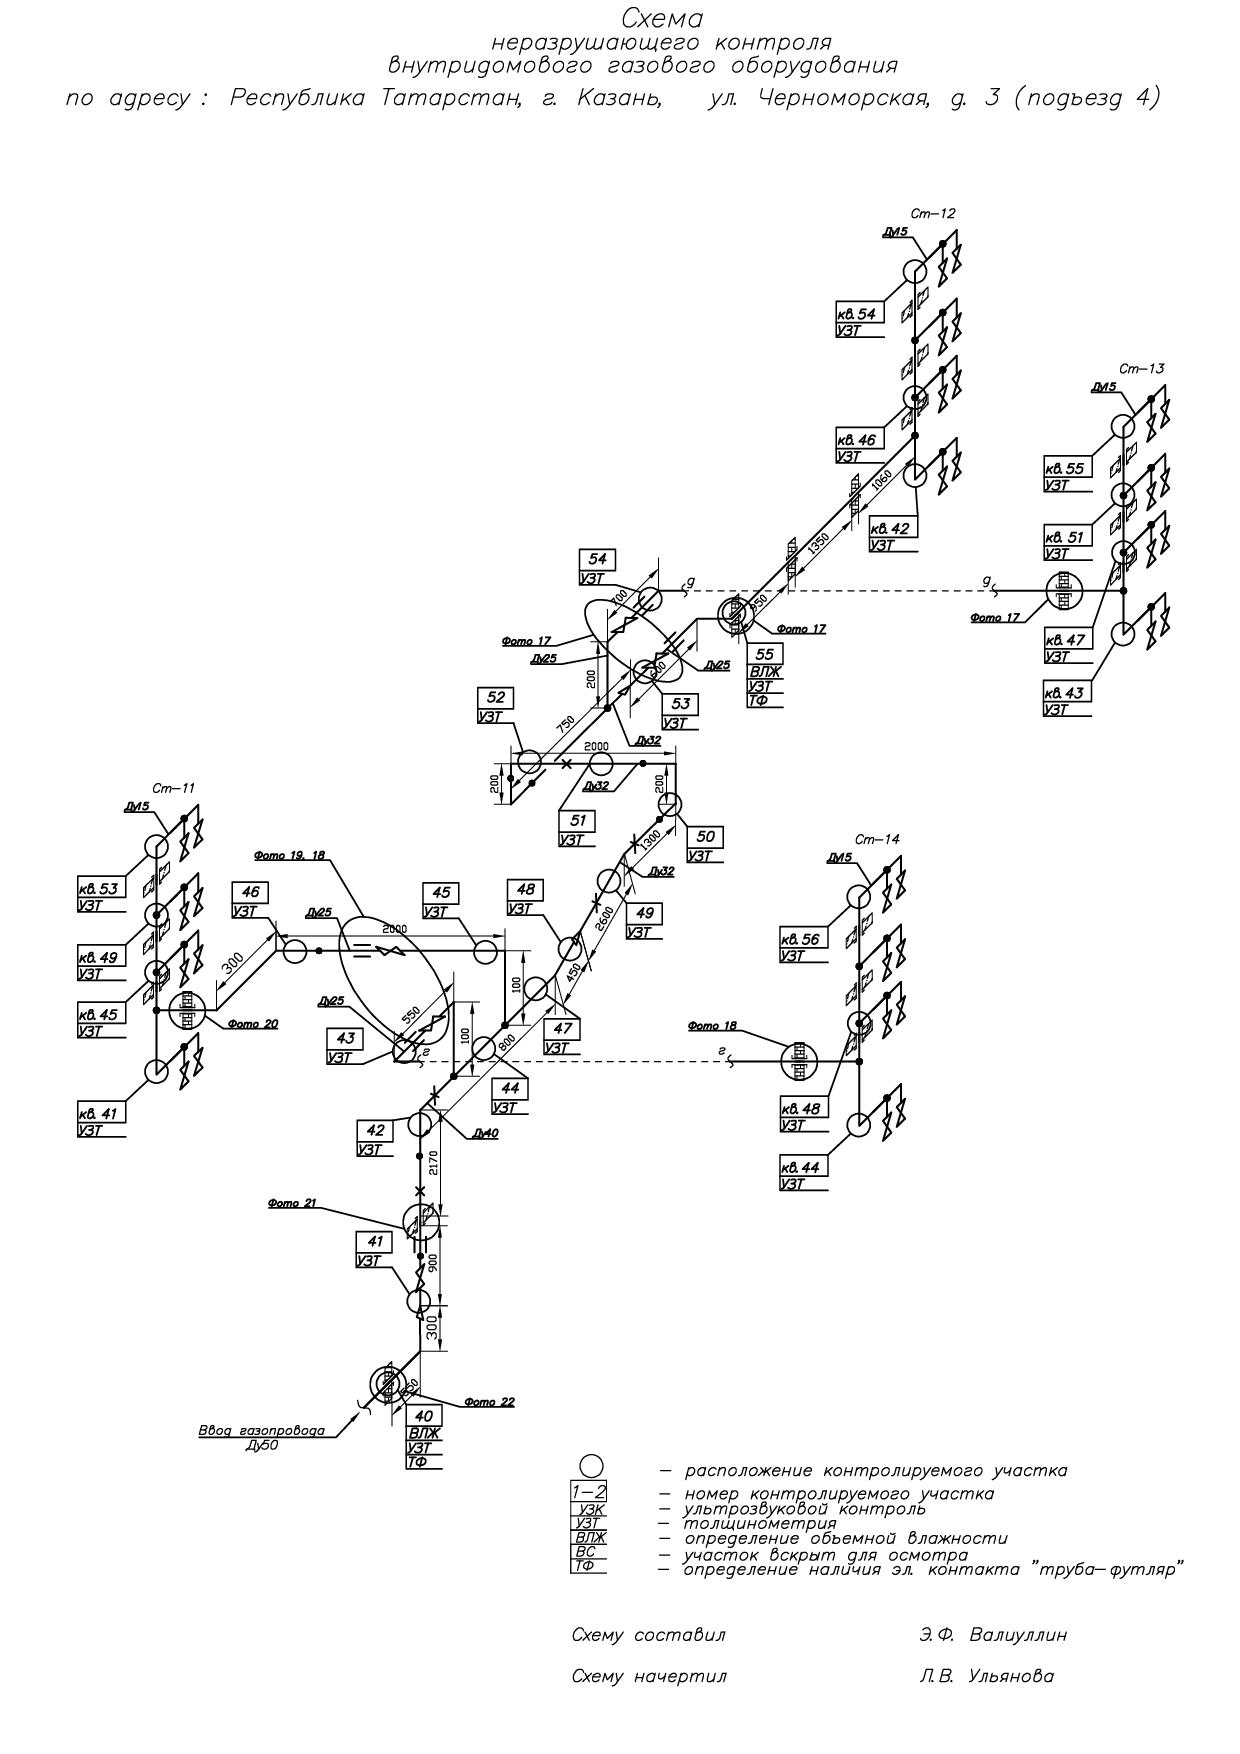 Схема
неразрушающего контроля
внутридомового газового оборудования
по адресу : Республика Татарстан, г. Казань, ул. Черноморская, д. 3 (подъезд 4)
Ст-12
Ду15
кв.54
УЗТ
Ст-13
Ду15
кв.46
УЗТ
кв.55
УЗТ
1060
кв.42
УЗТ
кв.51
УЗТ
1350
54
УЗТ
д
д
700
950
Фото 17
Фото 17
Фото 17
кв.47
УЗТ
Ду25
Ду25
55
ВЛЖ
УЗТ
ТФ
600
200
кв.43
УЗТ
52
УЗТ
53
УЗТ
750
Ду32
2000
200
Ду32
200
Ст-11
Ду15
51
УЗТ
50
УЗТ
1300
Ст-14
Ду15
Фото 19, 18
Ду32
кв.53
УЗТ
46
УЗТ
45
УЗТ
48
УЗТ
49
УЗТ
Ду25
2000
2600
кв.56
УЗТ
кв.49
УЗТ
300
450
100
Ду25
550
кв.45
УЗТ
Фото 20
43
УЗТ
г
100
800
47
УЗТ
г
Фото 18
44
УЗТ
кв.41
УЗТ
кв.48
УЗТ
42
УЗТ
Ду40
кв.44
УЗТ
2170
Фото 21
41
УЗТ
900
300
550
Фото 22
40
ВЛЖ
УЗТ
ТФ
Ввод газопровода
Ду50
– расположение контролируемого участка
1-2 – номер контролируемого участка
УЗК – ультрозвуковой контроль
УЗТ – толщинометрия
ВЛЖ – определение объемной влажности
ВС – участок вскрыт для осмотра
ТФ – определение наличия эл. контакта "труба-футляр"
Схему составил Э.Ф. Валиуллин
Схему начертил Л.В. Ульянова